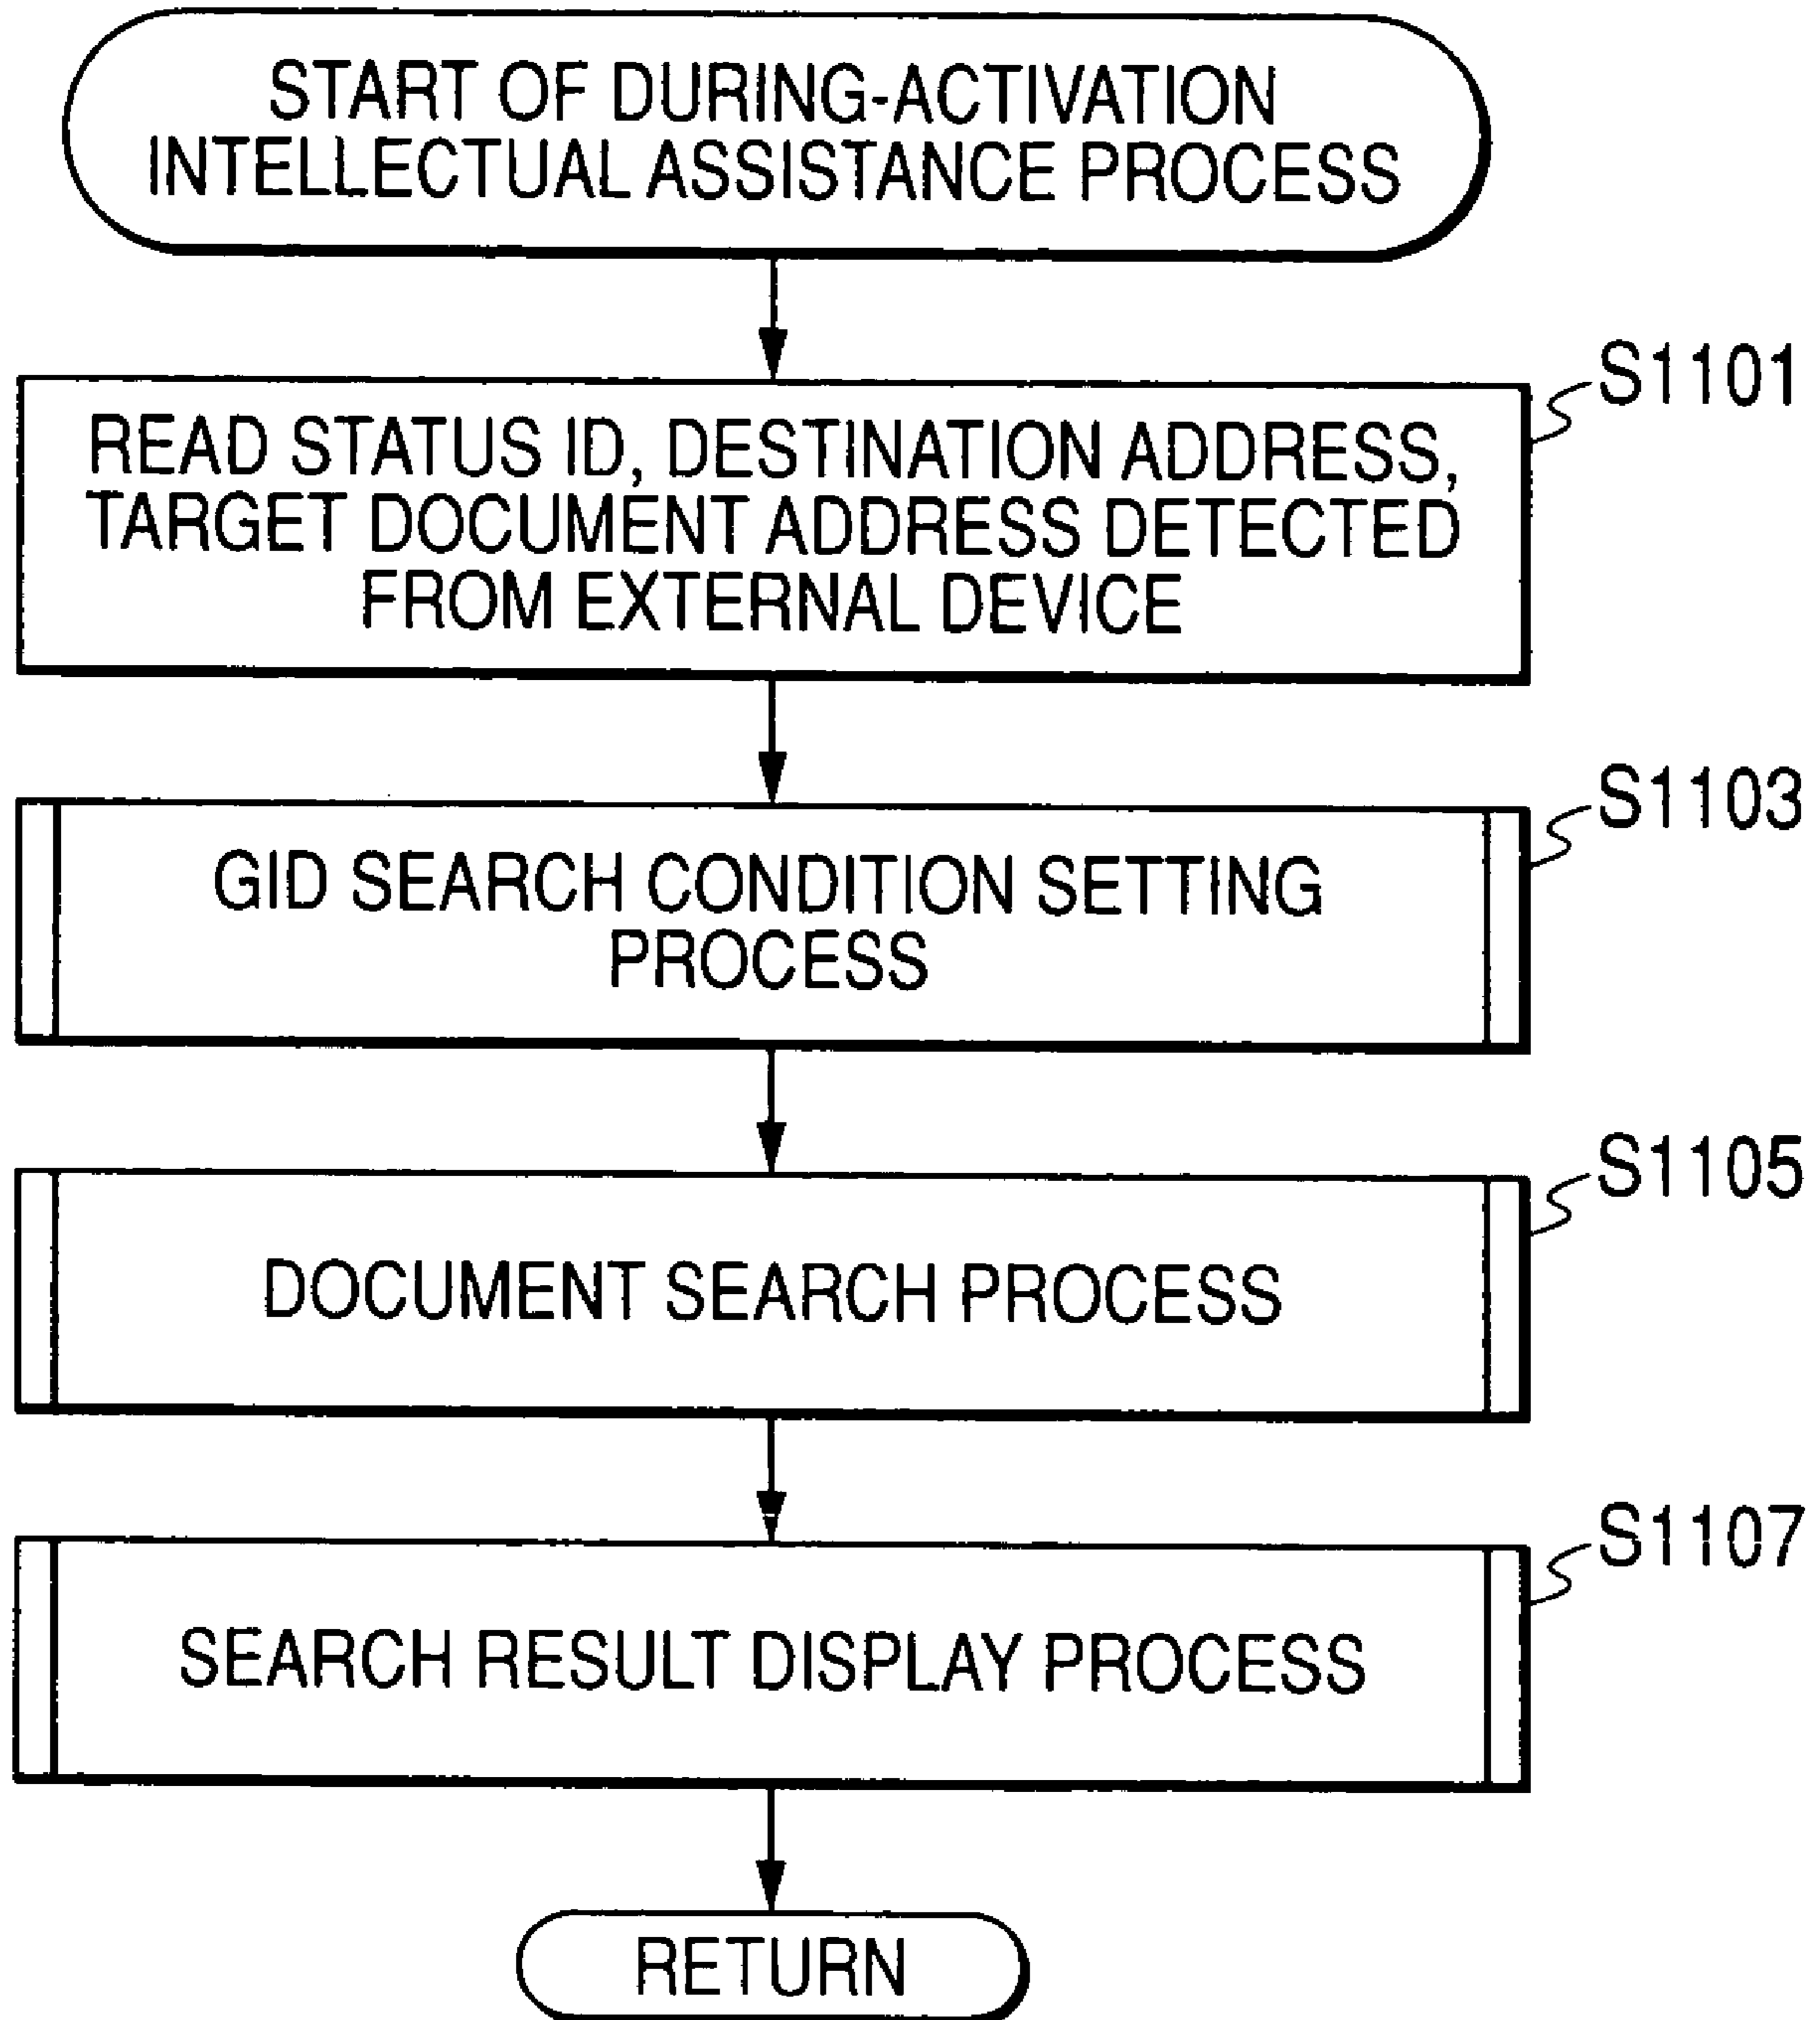 START OF DURING-ACTIVATION
INTELLECTUAL ASSISTANCE PROCESS
S1101
READ STATUS ID, DESTINATION ADDRESS,
TARGET DOCUMENT ADDRESS DETECTED
FROM EXTERNAL DEVICE
S1103
GID SEARCH CONDITION SETTING
PROCESS
S1105
DOCUMENT SEARCH PROCESS
S1107
SEARCH RESULT DISPLAY PROCESS
RETURN